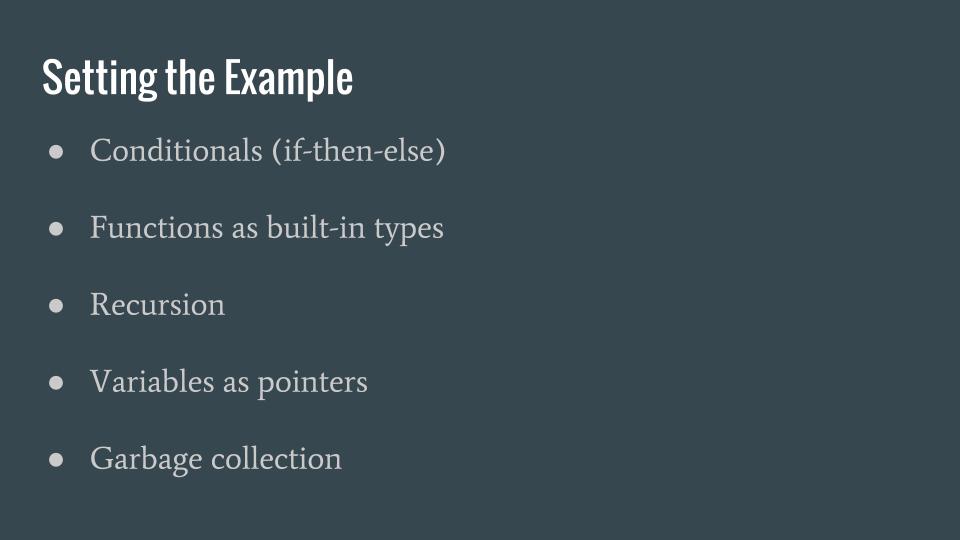 Setting the Example
● Conditionals (if-then-else)
● Functions as built-in types
● Recursion
● Variables as pointers
● Garbage collection